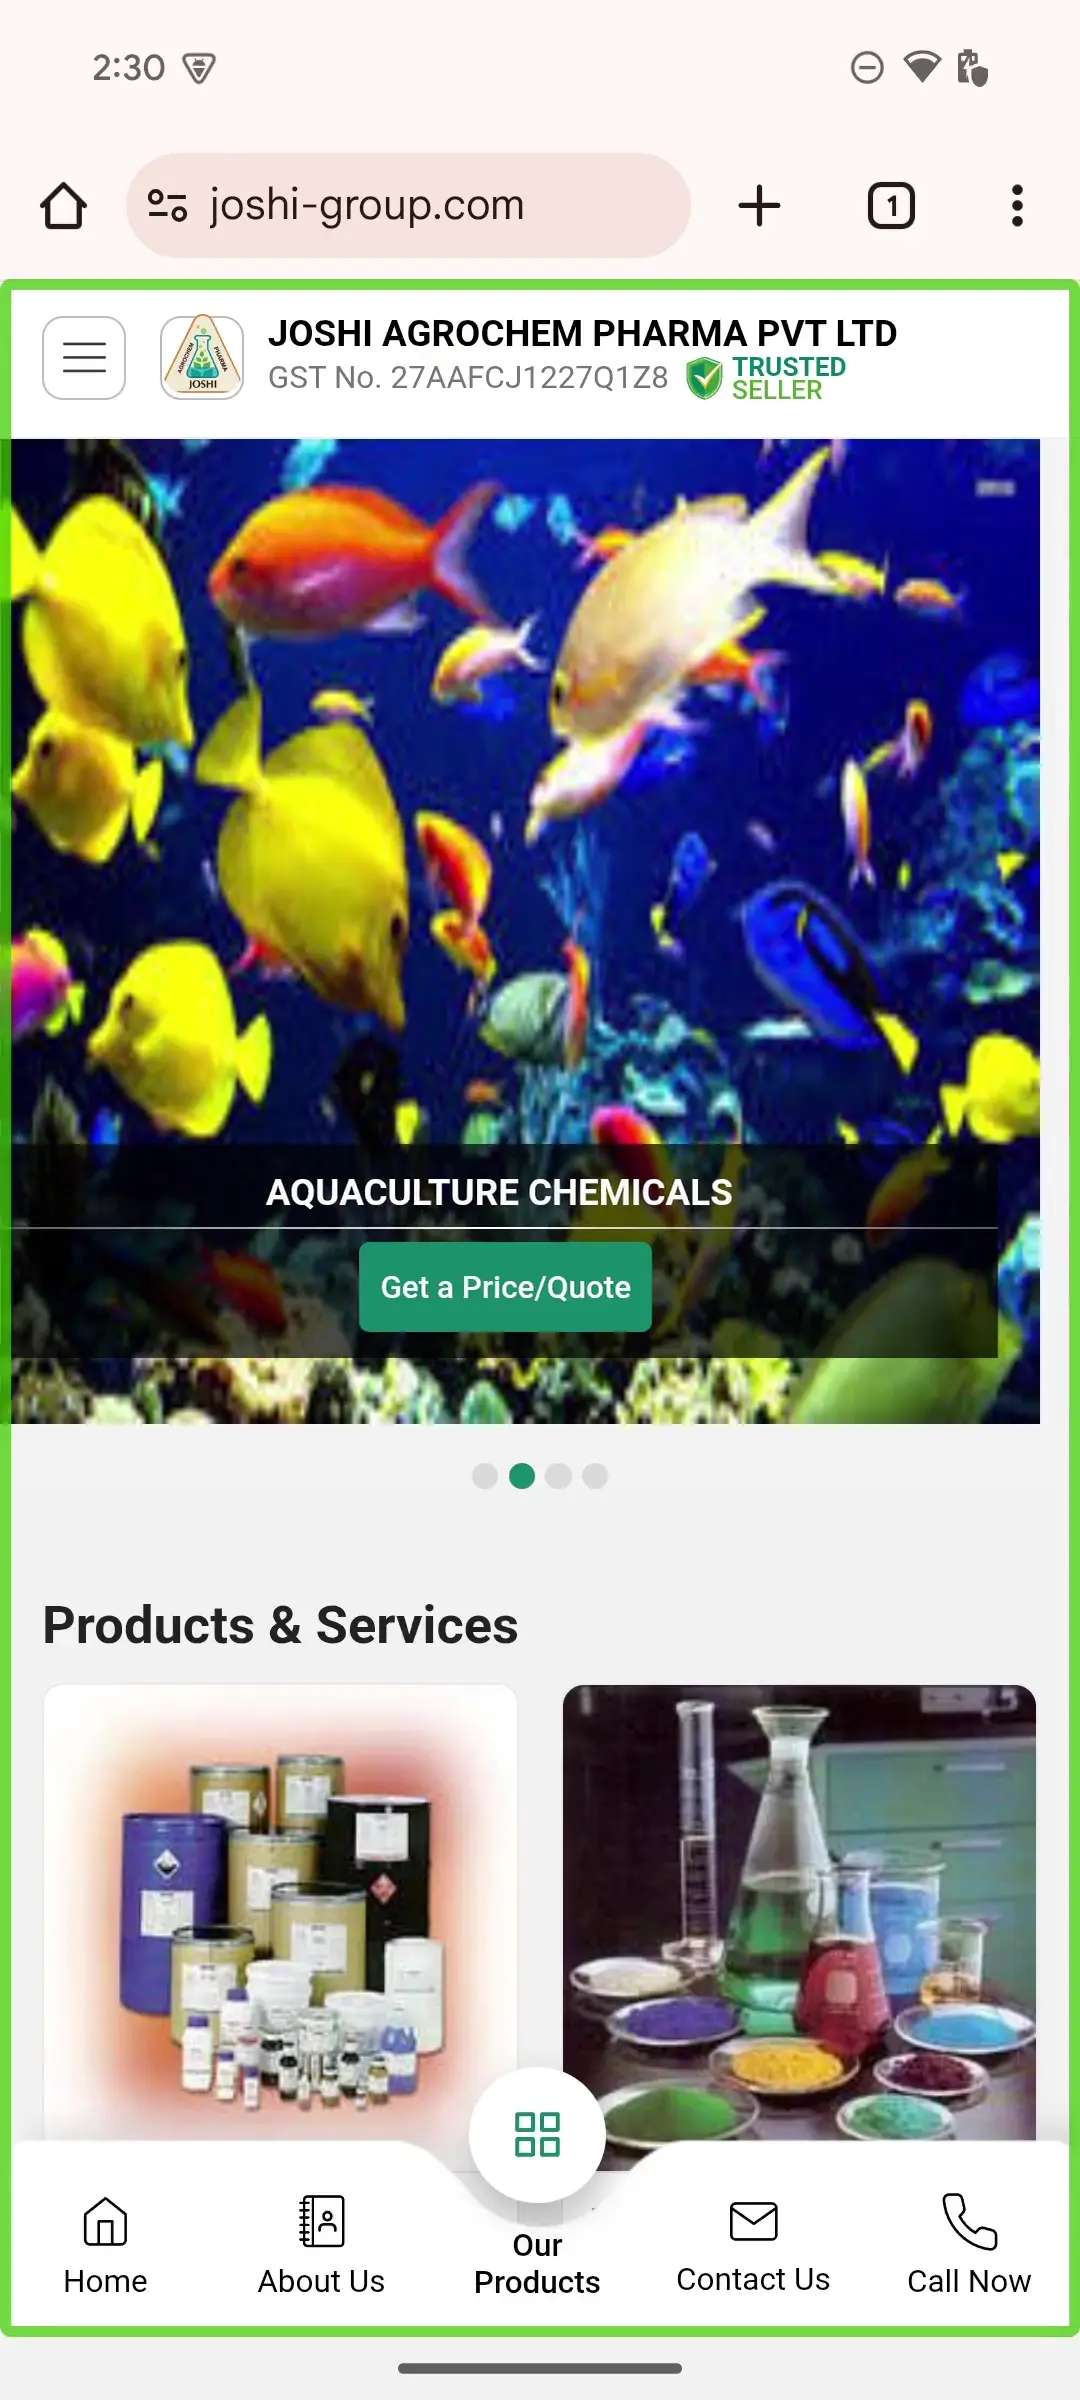 2:30
joshi-group.com
1
JOSHI AGROCHEM PHARMA PVT LTD
GST No. 27AAFCJ1227Q1Z8
TRUSTED
SELLER
AGROCHEM
PHARMA
JOSHI
AQUACULTURE CHEMICALS
Get a Price/Quote
Products & Services
Home
About Us
Our
Products
Contact Us
Call Now